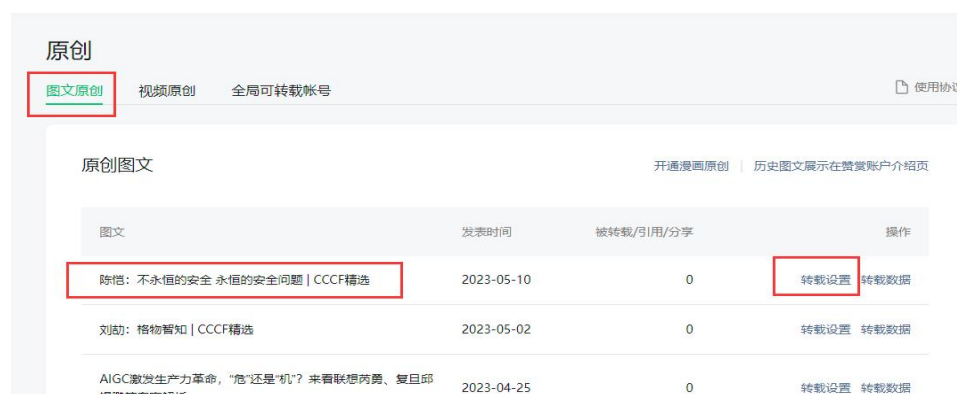 原创
图文原创 视频原创 全局可转载帐号 使用协议
原创图文 开通漫画原创 | 历史图文展示在赞赏账户介绍页
图文 发表时间 被转载/引用/分享 操作
陈恺：不永恒的安全 永恒的安全问题 | CCCF精选 2023-05-10 0 转载设置 转载数据
刘劼：格物智知 | CCCF精选 2023-05-02 0 转载设置 转载数据
AIGC激发生产力革命，“危”还是“机”？来看联想芮勇、复旦邱 2023-04-25 0 转载设置 转载数据